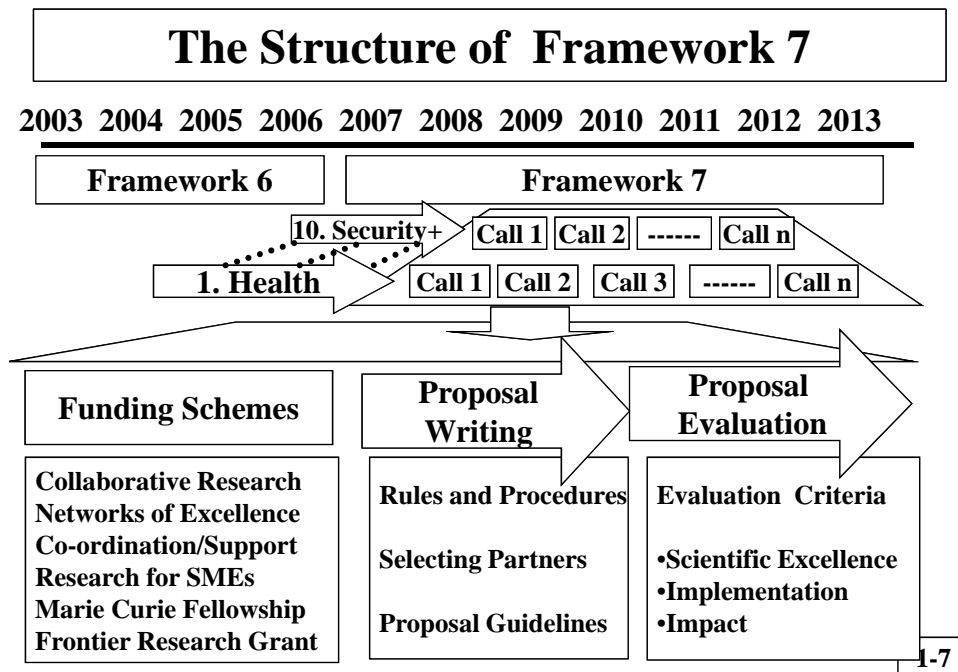 The Structure of Framework 7
2003 2004 2005 2006 2007 2008 2009 2010 2011 2012 2013
Framework 6
Framework 7
10. Security+
Call 1
Call 2
------
Call n
1. Health
Call 1
Call 2
Call 3
------
Call n
Funding Schemes
Proposal
Writing
Proposal
Evaluation
Collaborative Research
Networks of Excellence
Co-ordination/Support
Research for SMEs
Marie Curie Fellowship
Frontier Research Grant
Rules and Procedures
Selecting Partners
Proposal Guidelines
Evaluation Criteria
•Scientific Excellence
•Implementation
•Impact
1-7